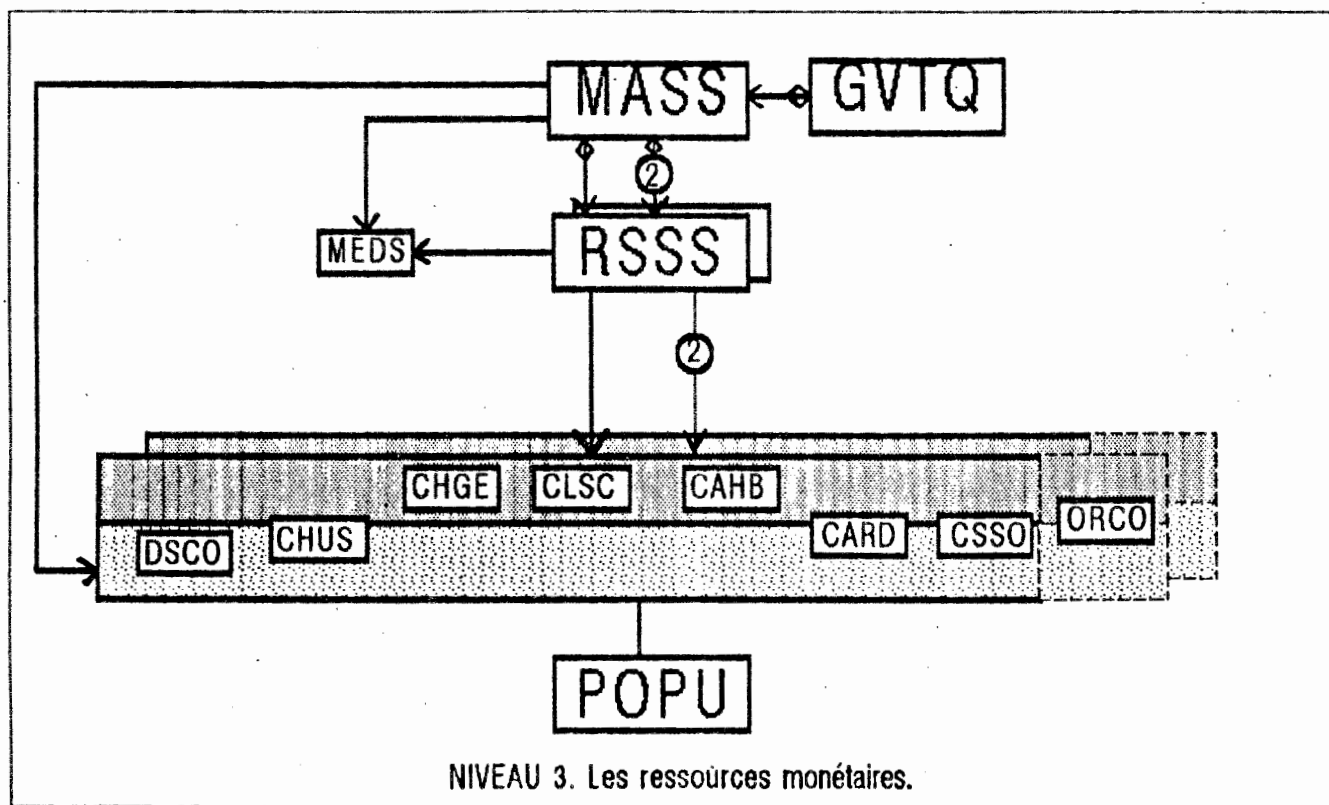 MASS GVTQ
2
MEDS RSSS
2
CHGE CLSC CAHB
DSCO CHUS CARD CSSO ORCO
POPU
NIVEAU 3. Les ressources monétaires.